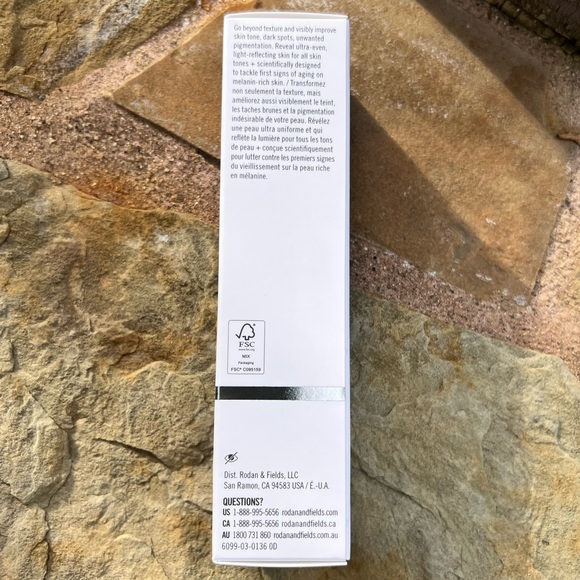 Go beyond texture and visibly improve
skin tone, dark spots, unwanted
pigmentation. Reveal ultra-even,
light-reflecting skin for all skin
tones + scientifically designed
to tackle first signs of aging on
melanin-rich skin. / Transformez
non seulement la texture, mais
améliorez aussi visiblement le teint,
les taches brunes et la pigmentation
indésirable de votre peau. Révélez
une peau ultra uniforme et qui
reflète la lumière pour tous les tons
de peau + conçue scientifiquement
pour lutter contre les premiers signes
du vieillissement sur la peau riche
en mélanine.
FSC
www.fsc.org
MIX
Packaging
FSC® C085159
Dist. Rodan & Fields, LLC
San Ramon, CA 94583 USA / É.-U.A.
QUESTIONS?
US 1-888-995-5656 rodanandfields.com
CA 1-888-995-5656 rodanandfields.ca
AU 1800 731 860 rodanandfields.com.au
6099-03-0136 0D